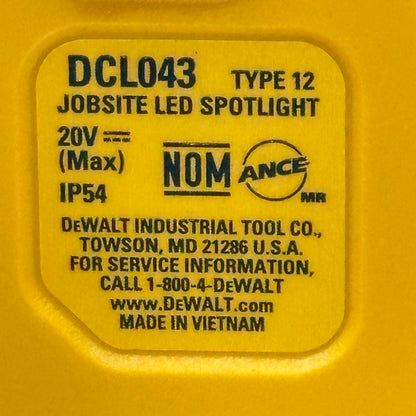 DCL043 TYPE 12
JOBSITE LED SPOTLIGHT
20V ⎓
(Max)
IP54
NOM
ANCE
MR
DEWALT INDUSTRIAL TOOL CO.,
TOWSON, MD 21286 U.S.A.
FOR SERVICE INFORMATION,
CALL 1-800-4-DEWALT
www.DEWALT.com
MADE IN VIETNAM